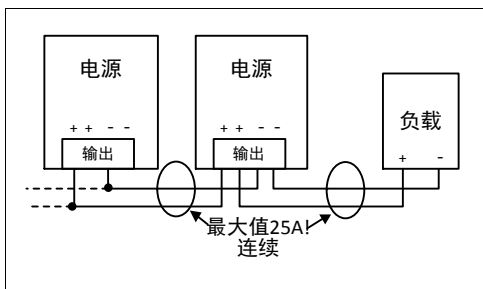 电源
电源
负载
+ + - -
+ + - -
+ -
输出
输出
最大值25A!
连续